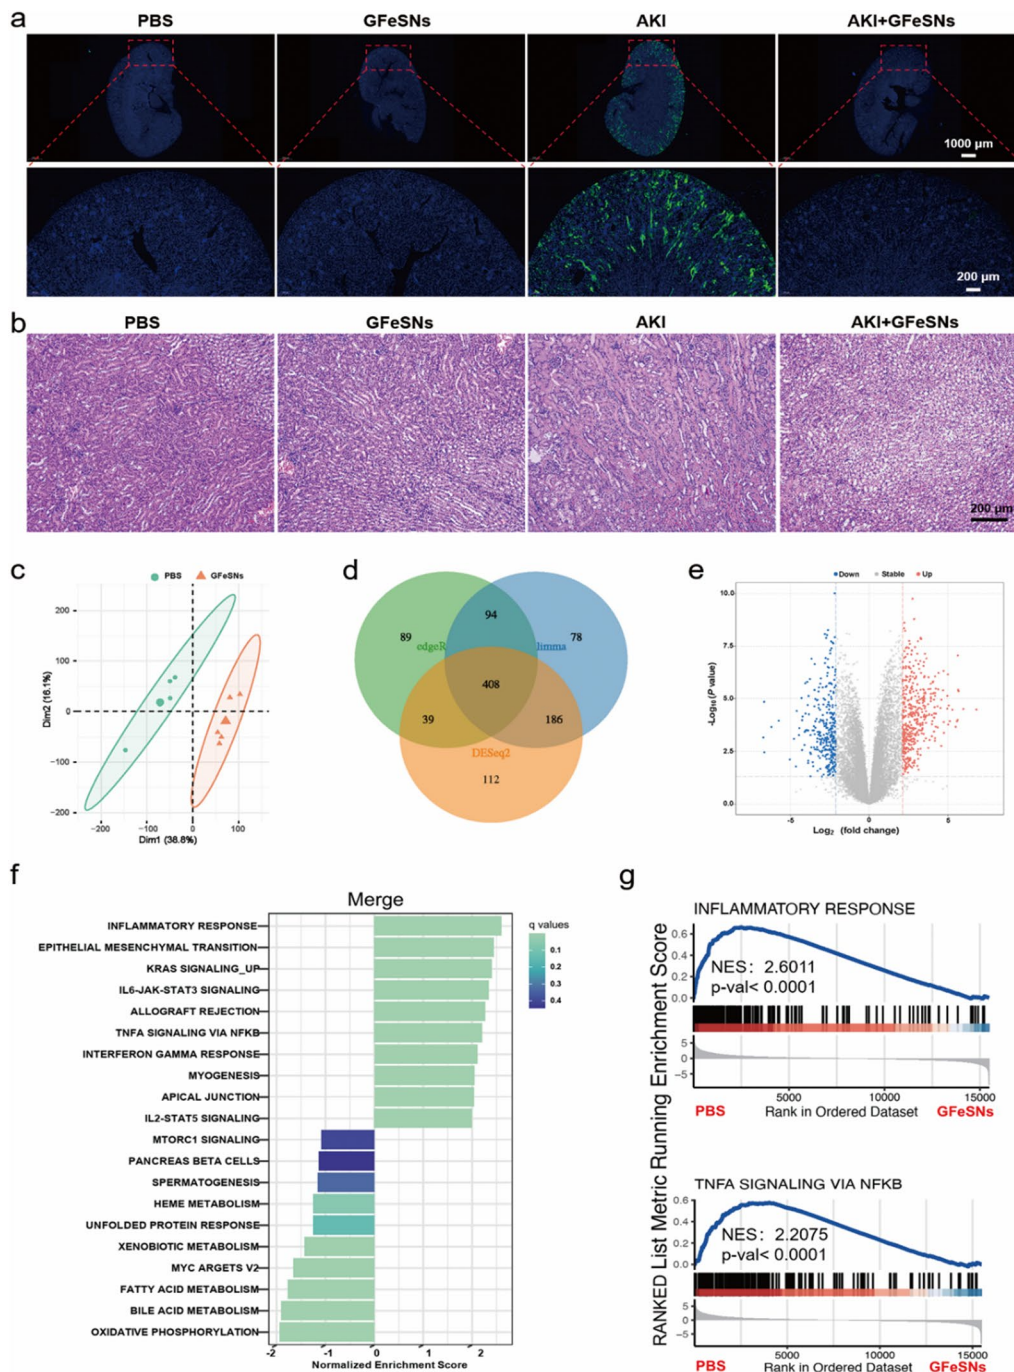 a
PBS
GFeSNs
AKI
AKI+GFeSNs
1000 μm
200 μm
b
PBS
GFeSNs
AKI
AKI+GFeSNs
200 μm
c
PBS
GFeSNs
200
100
0
−100
−200
Dim2 (16.1%)
−200
−100
0
100
Dim1 (38.8%)
d
94
89
78
edgeR
limma
408
39
186
DESeq2
112
e
Down
Stable
Up
10.0
7.5
5.0
2.5
0.0
-Log₁₀(P value)
-5
0
5
Log₂ (fold change)
f
Merge
INFLAMMATORY RESPONSE
EPITHELIAL MESENCHYMAL TRANSITION
KRAS SIGNALING_UP
IL6-JAK-STAT3 SIGNALING
ALLOGRAFT REJECTION
TNFA SIGNALING VIA NFKB
INTERFERON GAMMA RESPONSE
MYOGENESIS
APICAL JUNCTION
IL2-STAT5 SIGNALING
MTORC1 SIGNALING
PANCREAS BETA CELLS
SPERMATOGENESIS
HEME METABOLISM
UNFOLDED PROTEIN RESPONSE
XENOBIOTIC METABOLISM
MYC ARGETS V2
FATTY ACID METABOLISM
BILE ACID METABOLISM
OXIDATIVE PHOSPHORYLATION
-2
-1
0
1
2
Normalized Enrichment Score
q values
0.1
0.2
0.3
0.4
g
RANKED List Metric Running Enrichment Score
INFLAMMATORY RESPONSE
0.6
0.4
0.2
0.0
NES: 2.6011
p-val< 0.0001
5
0
−5
5000
10000
15000
PBS
Rank in Ordered Dataset
GFeSNs
TNFA SIGNALING VIA NFKB
0.6
0.4
0.2
0.0
NES: 2.2075
p-val< 0.0001
5
0
−5
5000
10000
15000
PBS
Rank in Ordered Dataset
GFeSNs